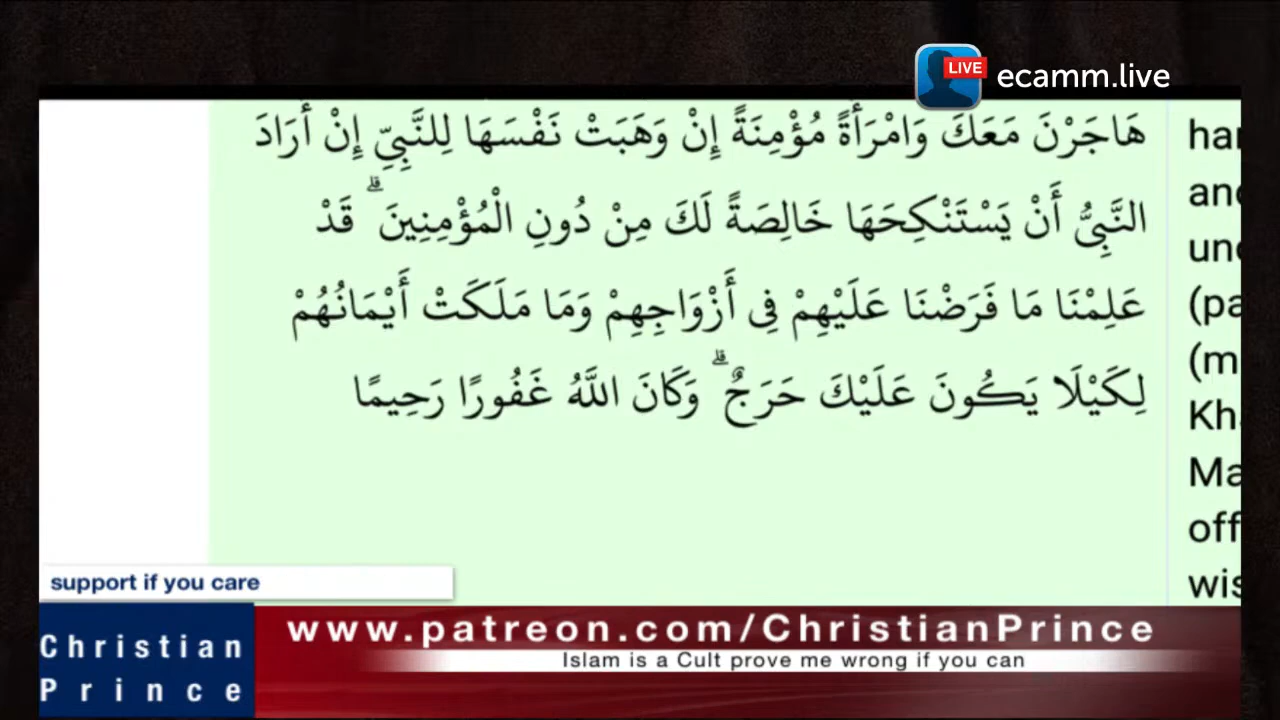 LIVE ecamm.live
هَاجَرْنَ مَعَكَ وَامْرَأَةً مُؤْمِنَةً إِنْ وَهَبَتْ نَفْسَهَا لِلنَّبِيِّ إِنْ أَرَادَ
النَّبِيُّ أَنْ يَسْتَنْكِحَهَا خَالِصَةً لَكَ مِنْ دُونِ الْمُؤْمِنِينَ ۗ قَدْ
عَلِمْنَا مَا فَرَضْنَا عَلَيْهِمْ فِي أَزْوَاجِهِمْ وَمَا مَلَكَتْ أَيْمَانُهُمْ
لِكَيْلَا يَكُونَ عَلَيْكَ حَرَجٌ ۗ وَكَانَ اللَّهُ غَفُورًا رَحِيمًا
support if you care
Christian
Prince
www.patreon.com/ChristianPrince
Islam is a Cult prove me wrong if you can